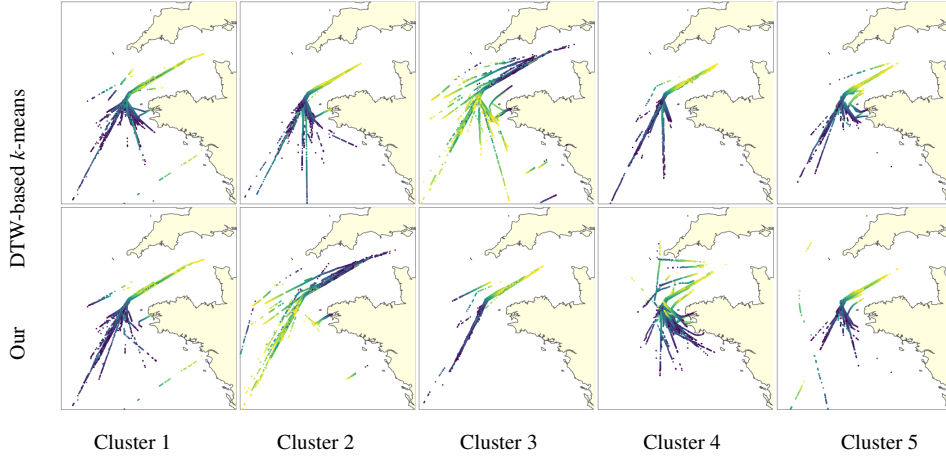 DTW-based k-means
Our
Cluster 1
Cluster 2
Cluster 3
Cluster 4
Cluster 5